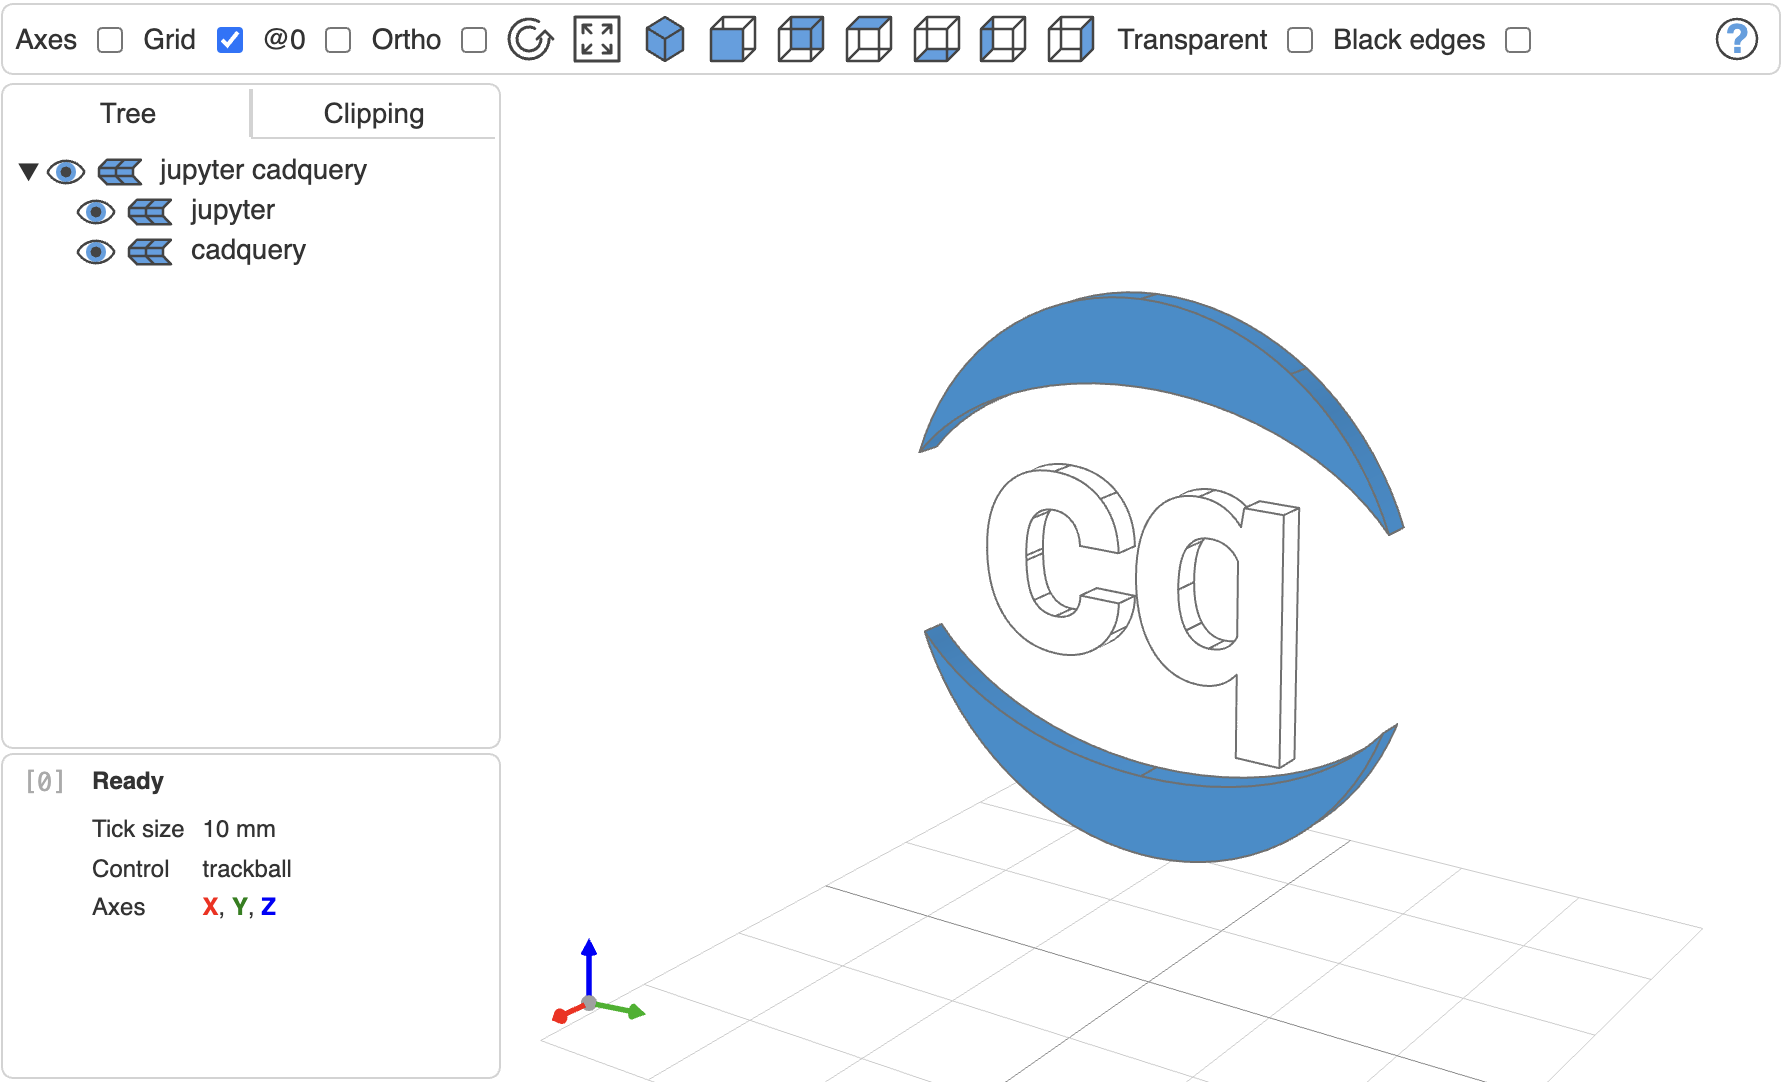 Axes Grid @0 Ortho Transparent Black edges ?
Tree Clipping
jupyter cadquery
jupyter
cadquery
cq
[0] Ready
Tick size 10 mm
Control trackball
Axes X, Y, Z